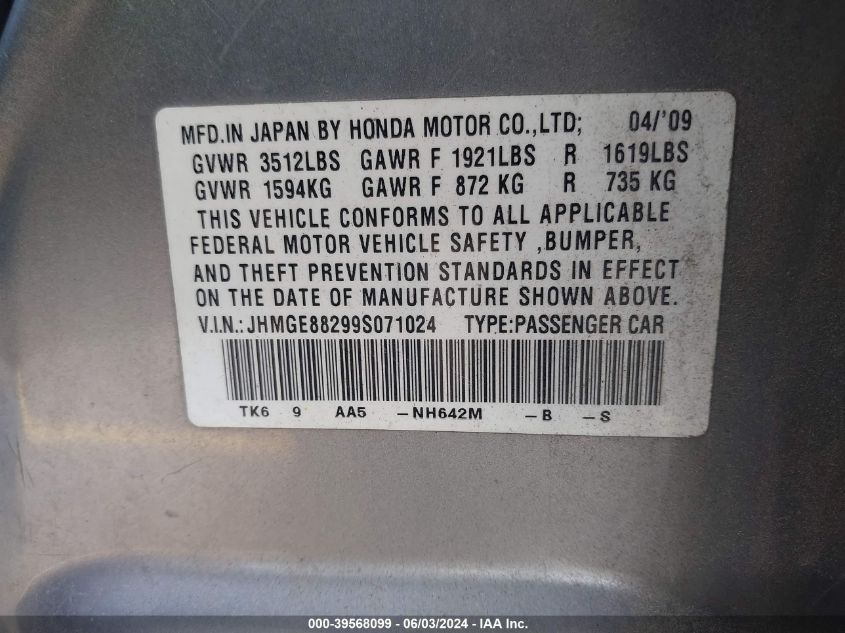 MFD.IN JAPAN BY HONDA MOTOR CO.,LTD; 04/'09
GVWR 3512LBS GAWR F 1921LBS R 1619LBS
GVWR 1594KG GAWR F 872 KG R 735 KG
THIS VEHICLE CONFORMS TO ALL APPLICABLE
FEDERAL MOTOR VEHICLE SAFETY ,BUMPER,
AND THEFT PREVENTION STANDARDS IN EFFECT
ON THE DATE OF MANUFACTURE SHOWN ABOVE.
V.I.N.:JHMGE88299S071024 TYPE:PASSENGER CAR
TK6 9 AA5 -NH642M -B -S
000-39568099 - 06/03/2024 - IAA Inc.